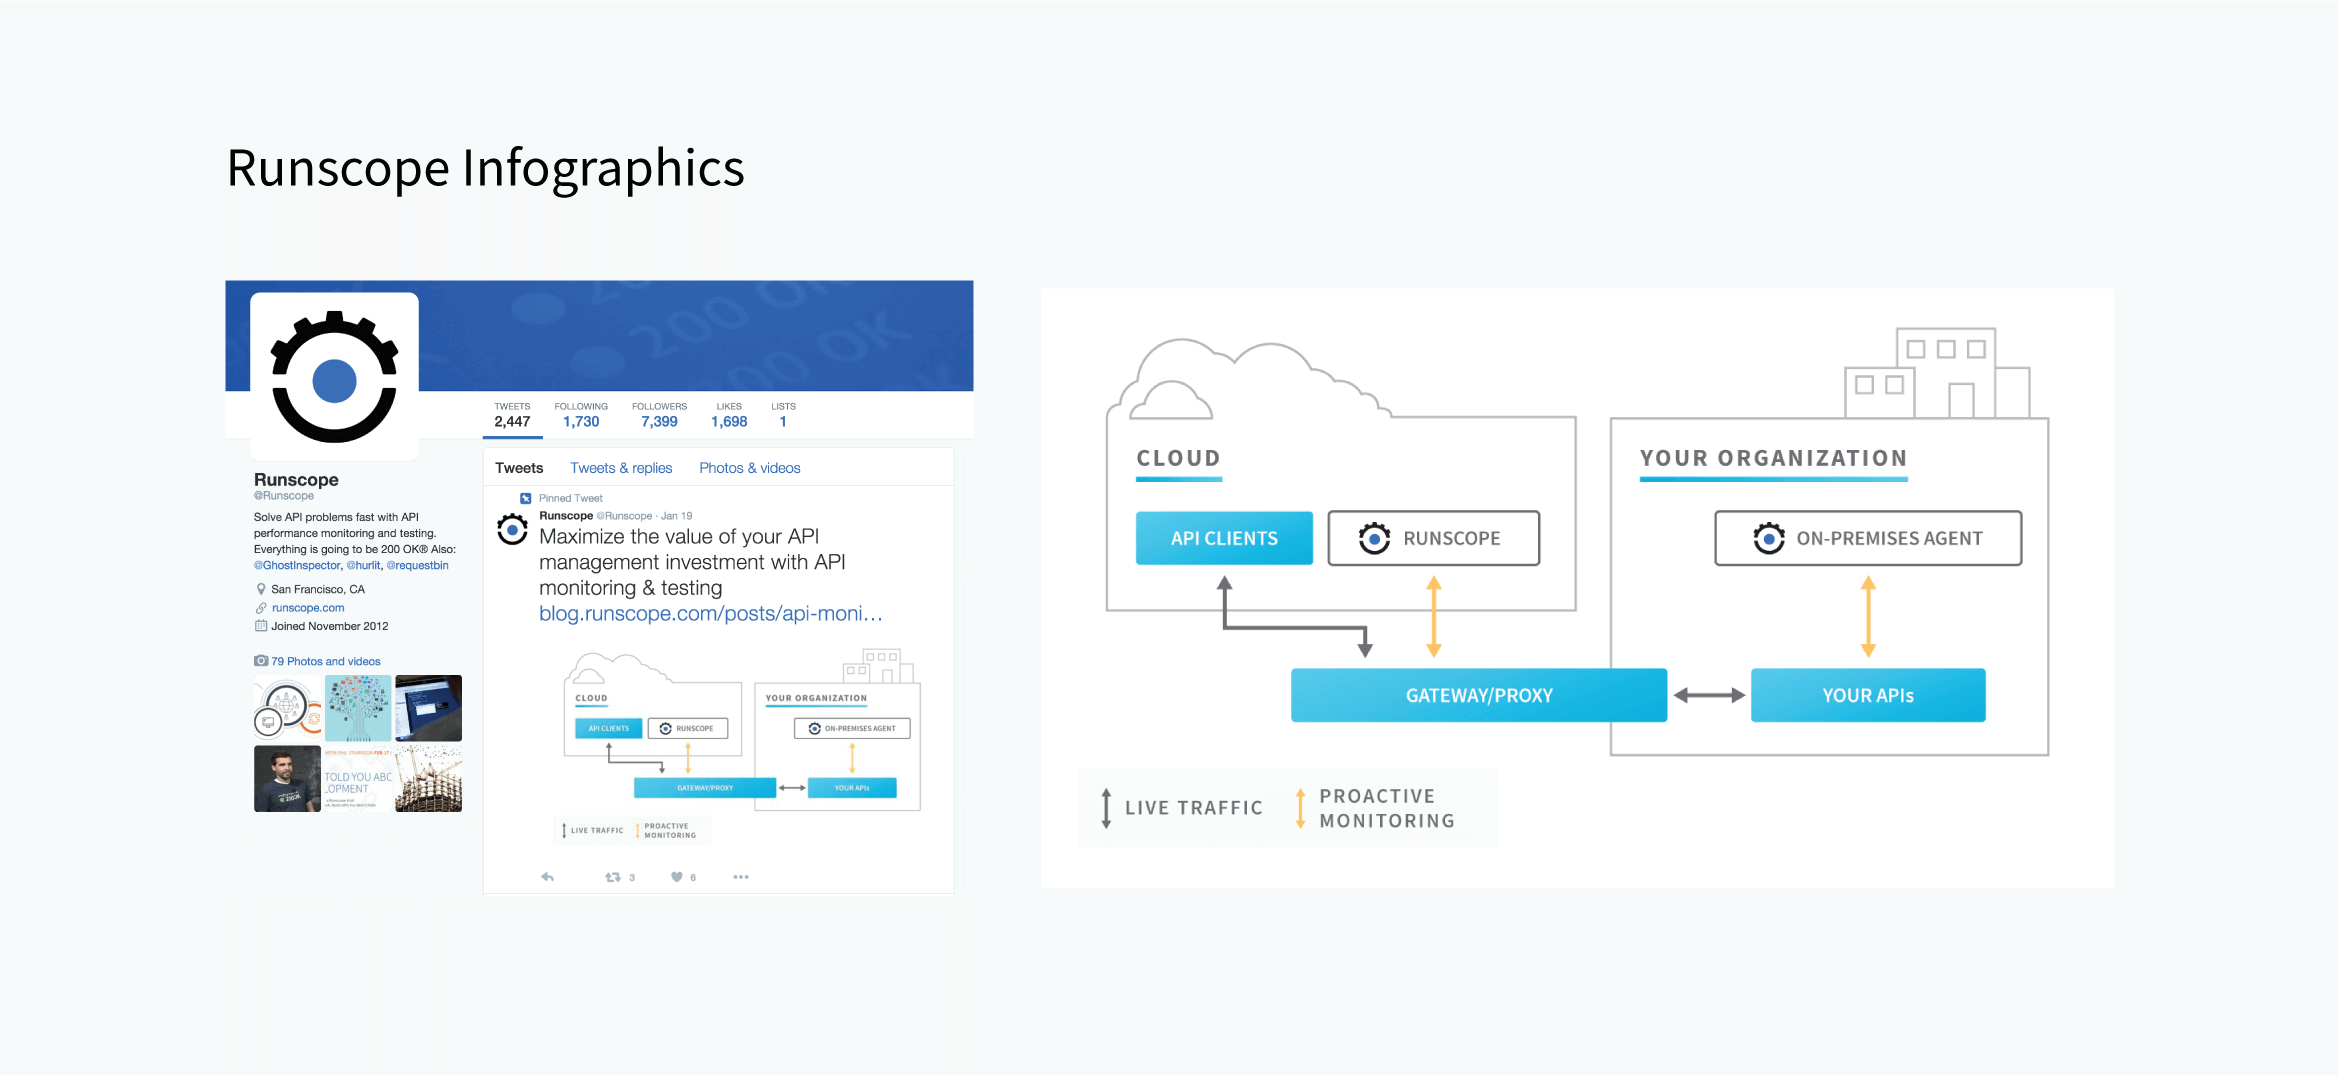 Runscope Infographics
200 OK
200 OK
TWEETS
2,447
FOLLOWING
1,730
FOLLOWERS
7,399
LIKES
1,698
LISTS
1
Runscope
@Runscope
Solve API problems fast with API
performance monitoring and testing.
Everything is going to be 200 OK® Also:
@GhostInspector, @hurlit, @requestbin
San Francisco, CA
runscope.com
Joined November 2012
79 Photos and videos
TOLD YOU ABC
LOPMENT
Tweets Tweets & replies Photos & videos
Pinned Tweet
Runscope @Runscope · Jan 19
Maximize the value of your API
management investment with API
monitoring & testing
blog.runscope.com/posts/api-moni…
CLOUD
YOUR ORGANIZATION
API CLIENTS
RUNSCOPE
ON-PREMISES AGENT
GATEWAY/PROXY
YOUR APIs
LIVE TRAFFIC
PROACTIVE
MONITORING
3
6
CLOUD
YOUR ORGANIZATION
API CLIENTS
RUNSCOPE
ON-PREMISES AGENT
GATEWAY/PROXY
YOUR APIs
LIVE TRAFFIC
PROACTIVE
MONITORING